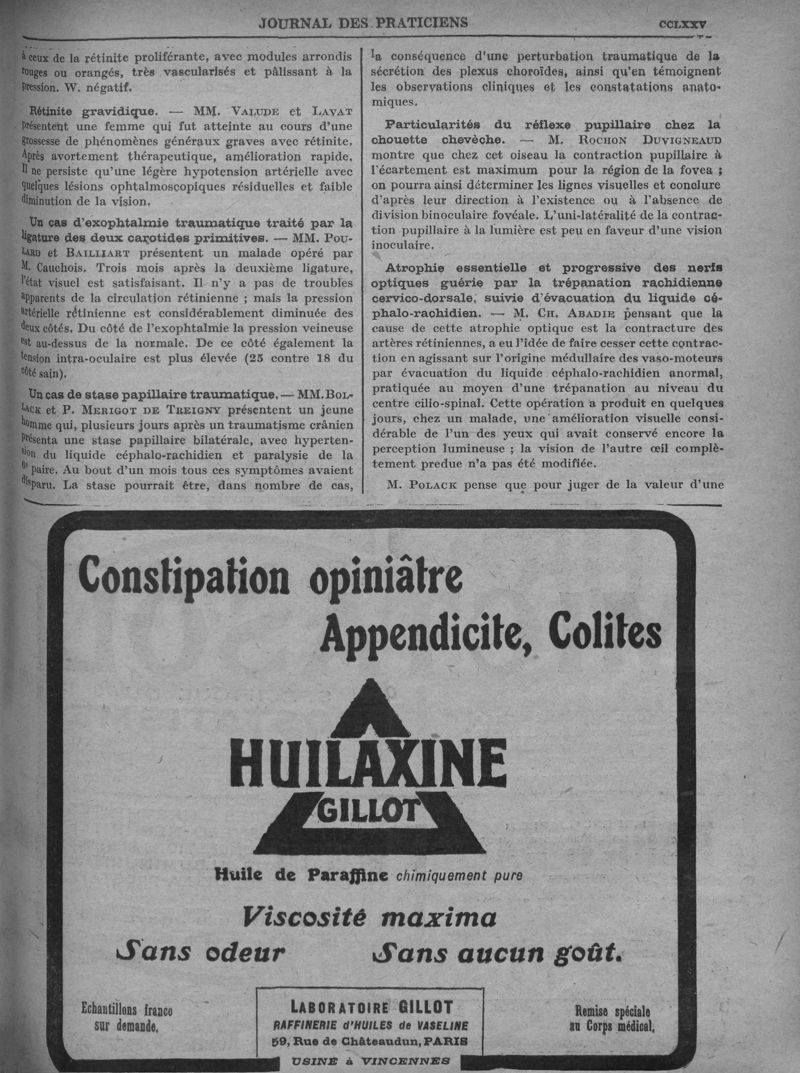 JOURNAL DES PRATICIENS
CCLXXV
à ceux de la rétinite proliférante, avec modules arrondis
rouges ou orangés, très vascularisés et pâlissant à la
pression. W. négatif.
Rétinite gravidique. — MM. VALUDE et LAVAT
présentent une femme qui fut atteinte au cours d'une
grossesse de phénomènes généraux graves avec rétinite.
Après avortement thérapeutique, amélioration rapide.
Il ne persiste qu'une légère hypotension artérielle avec
quelques lésions ophtalmoscopiques résiduelles et faible
diminution de la vision.
Un cas d'exophtalmie traumatique traité par la
ligature des deux carotides primitives. — MM. POU-
LARD et BAILLIART présentent un malade opéré par
M. Cauchois. Trois mois après la deuxième ligature,
l'état visuel est satisfaisant. Il n'y a pas de troubles
apparents de la circulation rétinienne ; mais la pression
artérielle rétinienne est considérablement diminuée des
deux côtés. Du côté de l'exophtalmie la pression veineuse
est au-dessus de la normale. De ce côté également la
tension intra-oculaire est plus élevée (25 contre 18 du
côté sain).
Un cas de stase papillaire traumatique. — MM. BOL-
LACK et P. MERIGOT DE TREIGNY présentent un jeune
homme qui, plusieurs jours après un traumatisme crânien
présenta une stase papillaire bilatérale, avec hyperten-
sion du liquide céphalo-rachidien et paralysie de la
6e paire. Au bout d'un mois tous ces symptômes avaient
disparu. La stase pourrait être, dans nombre de cas,
la conséquence d'une perturbation traumatique de la
sécrétion des plexus choroïdes, ainsi qu'en témoignent
les observations cliniques et les constatations anato-
miques.
Particularités du réflexe pupillaire chez la
chouette chevèche. — M. ROCHON DUVIGNEAUD
montre que chez cet oiseau la contraction pupillaire à
l'écartement est maximum pour la région de la fovea ;
on pourra ainsi déterminer les lignes visuelles et conclure
d'après leur direction à l'existence ou à l'absence de
division binoculaire fovéale. L'uni-latéralité de la contrac-
tion pupillaire à la lumière est peu en faveur d'une vision
inoculaire.
Atrophie essentielle et progressive des nerfs
optiques guérie par la trépanation rachidienne
cervico-dorsale, suivie d'évacuation du liquide cé-
phalo-rachidien. — M. CH. ABADIE pensant que la
cause de cette atrophie optique est la contracture des
artères rétiniennes, a eu l'idée de faire cesser cette contrac-
tion en agissant sur l'origine médullaire des vaso-moteurs
par évacuation du liquide céphalo-rachidien anormal,
pratiquée au moyen d'une trépanation au niveau du
centre cilio-spinal. Cette opération a produit en quelques
jours, chez un malade, une amélioration visuelle consi-
dérable de l'un des yeux qui avait conservé encore la
perception lumineuse ; la vision de l'autre œil complè-
tement predue n'a pas été modifiée.
M. POLACK pense que pour juger de la valeur d'une
Constipation opiniâtre
Appendicite, Colites
HUILAXINE
GILLOT
Huile de Paraffine chimiquement pure
Viscosité maxima
Sans odeur Sans aucun goût.
Echantillons franco
sur demande.
LABORATOIRE GILLOT
RAFFINERIE d'HUILES de VASELINE
59, Rue de Châteaudun, PARIS
USINE à VINCENNES
Remise spéciale
au Corps médical.